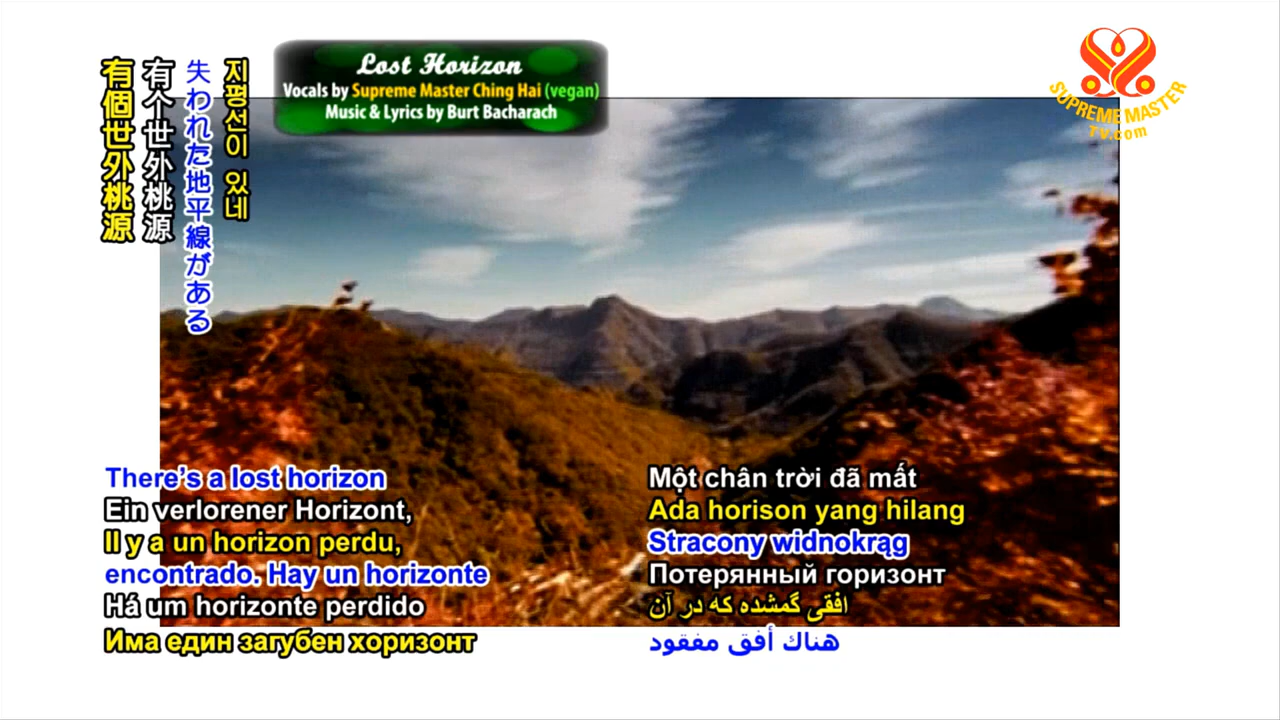 Lost Horizon
Vocals by Supreme Master Ching Hai (vegan)
Music & Lyrics by Burt Bacharach
SUPREME MASTER
TV.com
有個世外桃源
有个世外桃源
失われた地平線がある
지평선이 있네
There's a lost horizon
Ein verlorener Horizont,
Il y a un horizon perdu,
encontrado. Hay un horizonte
Há um horizonte perdido
Има един загубен хоризонт
Một chân trời đã mất
Ada horison yang hilang
Stracony widnokrąg
Потерянный горизонт
افقی گمشده که در آن
هناك أفق مفقود